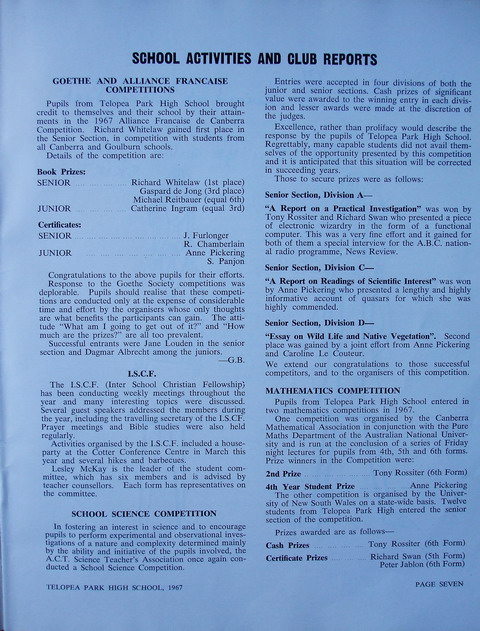 SCHOOL ACTIVITIES AND CLUB REPORTS
GOETHE AND ALLIANCE FRANCAISE
COMPETITIONS
Pupils from Telopea Park High School brought
credit to themselves and their school by their attain-
ments in the 1967 Alliance Francaise de Canberra
Competition. Richard Whitelaw gained first place
in the Senior Section, in competition with students from
all Canberra and Goulburn schools.
Details of the competition are:
Book Prizes:
SENIOR Richard Whitelaw (1st place)
Gaspard de Jong (3rd place)
Michael Reitbauer (equal 6th)
JUNIOR Catherine Ingram (equal 3rd)
Certificates:
SENIOR J. Furlonger
R. Chamberlain
JUNIOR Anne Pickering
S. Panjon
Congratulations to the above pupils for their efforts.
Response to the Goethe Society competitions was
deplorable. Pupils should realise that these competi-
tions are conducted only at the expense of considerable
time and effort by the organisers whose only thoughts
are what benefits the participants can gain. The atti-
tude "What am I going to get out of it?" and "How
much are the prizes?" are all too prevalent.
Successful entrants were Jane Louden in the senior
section and Dagmar Albrecht among the juniors.
—G.B.
I.S.C.F.
The I.S.C.F. (Inter School Christian Fellowship)
has been conducting weekly meetings throughout the
year and many interesting topics were discussed.
Several guest speakers addressed the members during
the year, including the travelling secretary of the I.S.C.F.
Prayer meetings and Bible studies were also held
regularly.
Activities organised by the I.S.C.F. included a house-
party at the Cotter Conference Centre in March this
year and several hikes and barbecues.
Lesley McKay is the leader of the student com-
mittee, which has six members and is advised by
teacher counsellors. Each form has representatives on
the committee.
SCHOOL SCIENCE COMPETITION
In fostering an interest in science and to encourage
pupils to perform experimental and observational inves-
tigations of a nature and complexity determined mainly
by the ability and initiative of the pupils involved, the
A.C.T. Science Teacher's Association once again con-
ducted a School Science Competition.
Entries were accepted in four divisions of both the
junior and senior sections. Cash prizes of significant
value were awarded to the winning entry in each divis-
ion and lesser awards were made at the discretion of
the judges.
Excellence, rather than prolifacy would describe the
response by the pupils of Telopea Park High School.
Regrettably, many capable students did not avail them-
selves of the opportunity presented by this competition
and it is anticipated that this situation will be corrected
in succeeding years.
Those to secure prizes were as follows:
Senior Section, Division A—
"A Report on a Practical Investigation" was won by
Tony Rossiter and Richard Swan who presented a piece
of electronic wizardry in the form of a functional
computer. This was a very fine effort and it gained for
both of them a special interview for the A.B.C. nation-
al radio programme, News Review.
Senior Section, Division C—
"A Report on Readings of Scientific Interest" was won
by Anne Pickering who presented a lengthy and highly
informative account of quasars for which she was
highly commended.
Senior Section, Division D—
"Essay on Wild Life and Native Vegetation". Second
place was gained by a joint effort from Anne Pickering
and Caroline Le Couteur.
We extend our congratulations to those successful
competitors, and to the organisers of this competition.
MATHEMATICS COMPETITION
Pupils from Telopea Park High School entered in
two mathematics competitions in 1967.
One competition was organised by the Canberra
Mathematical Association in conjunction with the Pure
Maths Department of the Australian National Univer-
sity and is run at the conclusion of a series of Friday
night lectures for pupils from 4th, 5th and 6th forms.
Prize winners in the Competition were:
2nd Prize Tony Rossiter (6th Form)
4th Year Student Prize Anne Pickering
The other competition is organised by the Univer-
sity of New South Wales on a state-wide basis. Twelve
students from Telopea Park High entered the senior
section of the competition.
Prizes awarded are as follows—
Cash Prizes Tony Rossiter (6th Form)
Certificate Prizes Richard Swan (5th Form)
Peter Jablon (6th Form)
TELOPEA PARK HIGH SCHOOL, 1967
PAGE SEVEN